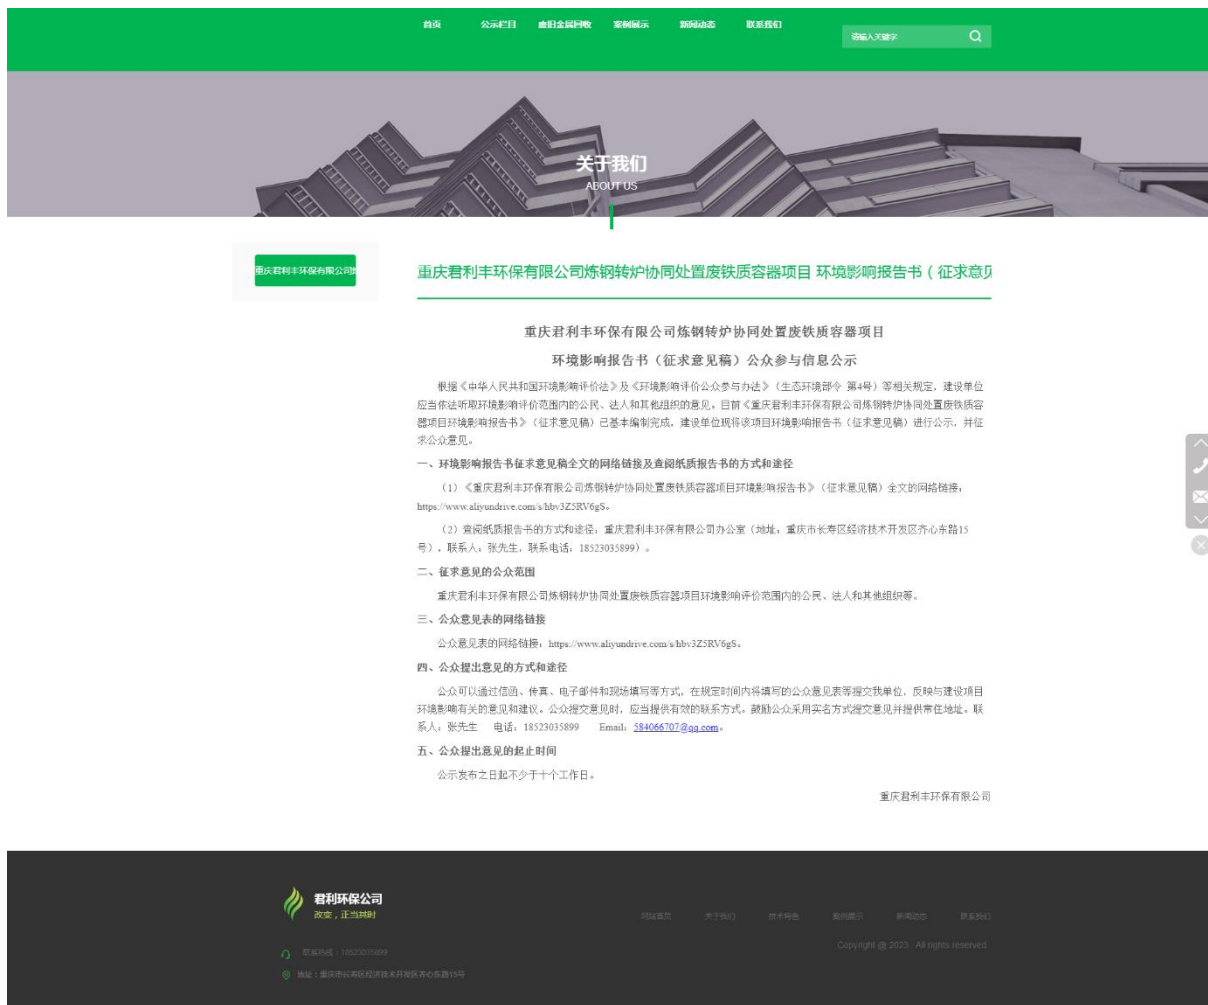 首页 公示栏目 废旧金属回收 案例展示 新闻动态 联系我们
请输入关键字
关于我们
ABOUT US
重庆君利丰环保有限公司炼
重庆君利丰环保有限公司炼钢转炉协同处置废铁质容器项目 环境影响报告书（征求意见
重庆君利丰环保有限公司炼钢转炉协同处置废铁质容器项目
环境影响报告书（征求意见稿）公众参与信息公示
根据《中华人民共和国环境影响评价法》及《环境影响评价公众参与办法》（生态环境部令 第4号）等相关规定，建设单位
应当依法听取环境影响评价范围内的公民、法人和其他组织的意见。目前《重庆君利丰环保有限公司炼钢转炉协同处置废铁质容
器项目环境影响报告书》（征求意见稿）已基本编制完成，建设单位现将该项目环境影响报告书（征求意见稿）进行公示，并征
求公众意见。
一、环境影响报告书征求意见稿全文的网络链接及查阅纸质报告书的方式和途径
（1）《重庆君利丰环保有限公司炼钢转炉协同处置废铁质容器项目环境影响报告书》（征求意见稿）全文的网络链接：
https://www.aliyundrive.com/s/hbv3Z5RV6gS。
（2）查阅纸质报告书的方式和途径：重庆君利丰环保有限公司办公室（地址：重庆市长寿区经济技术开发区齐心东路15
号），联系人：张先生，联系电话：18523035899）。
二、征求意见的公众范围
重庆君利丰环保有限公司炼钢转炉协同处置废铁质容器项目环境影响评价范围内的公民、法人和其他组织等。
三、公众意见表的网络链接
公众意见表的网络链接：https://www.aliyundrive.com/s/hbv3Z5RV6gS。
四、公众提出意见的方式和途径
公众可以通过信函、传真、电子邮件和现场填写等方式，在规定时间内将填写的公众意见表等提交我单位，反映与建设项目
环境影响有关的意见和建议。公众提交意见时，应当提供有效的联系方式。鼓励公众采用实名方式提交意见并提供常住地址。联
系人：张先生 电话：18523035899 Email：584066707@qq.com。
五、公众提出意见的起止时间
公示发布之日起不少于十个工作日。
重庆君利丰环保有限公司
君利环保公司
改变，正当其时
网站首页 关于我们 技术特色 案例展示 新闻动态 联系我们
Copyright @ 2023 All rights reserved.
联系热线：18523035899
地址：重庆市长寿区经济技术开发区齐心东路15号